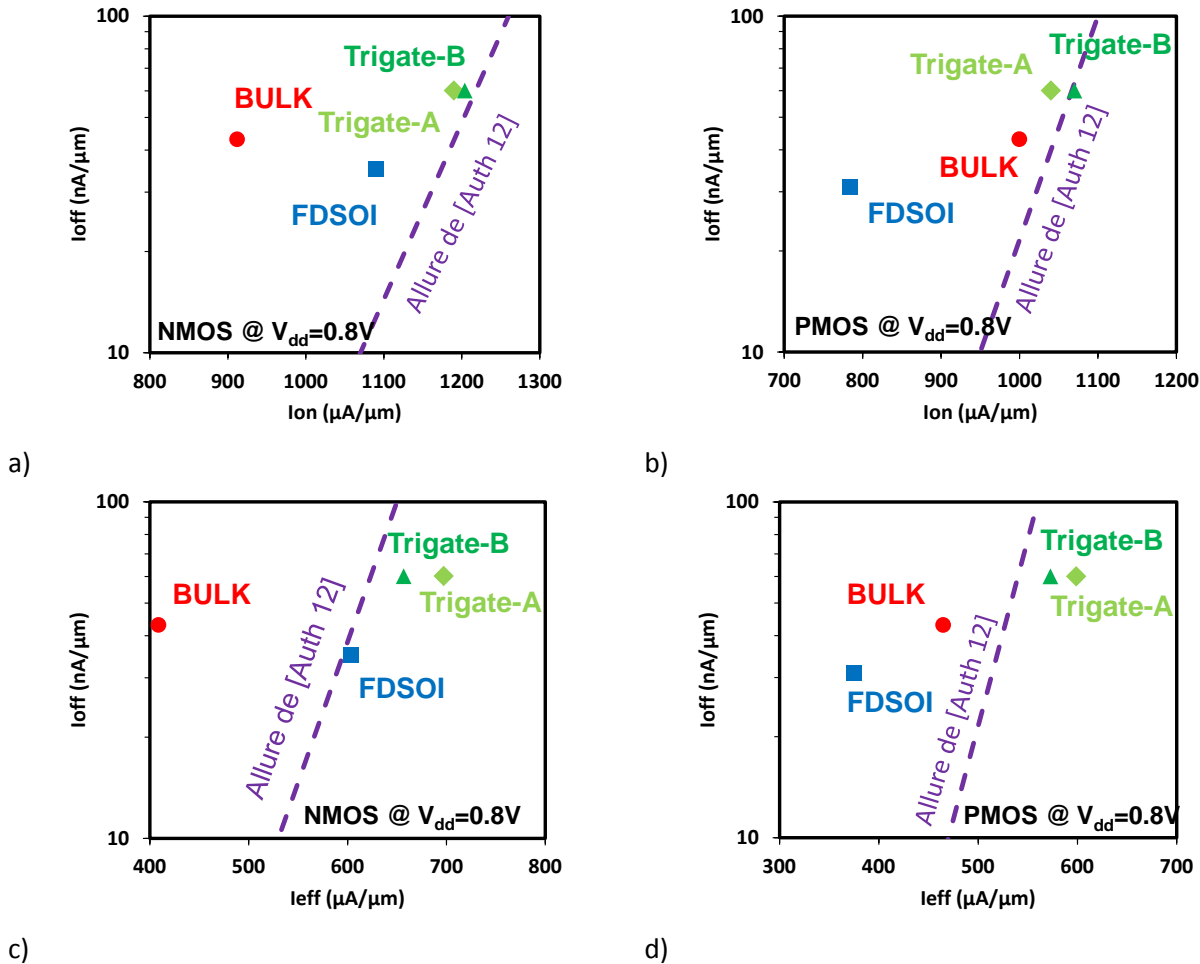 100
Trigate-B
BULK
Trigate-A
FDSOI
Allure de [Auth 12]
NMOS @ Vdd=0.8V
10
800 900 1000 1100 1200 1300
Ioff (nA/µm)
Ion (µA/µm)
a)
100
Trigate-B
Trigate-A
BULK
FDSOI
Allure de [Auth 12]
PMOS @ Vdd=0.8V
10
700 800 900 1000 1100 1200
Ioff (nA/µm)
Ion (µA/µm)
b)
100
Trigate-B
BULK
Trigate-A
FDSOI
Allure de [Auth 12]
NMOS @ Vdd=0.8V
10
400 500 600 700 800
Ioff (nA/µm)
Ieff (µA/µm)
c)
100
Trigate-B
BULK
Trigate-A
FDSOI
Allure de [Auth 12]
PMOS @ Vdd=0.8V
10
300 400 500 600 700
Ioff (nA/µm)
Ieff (µA/µm)
d)